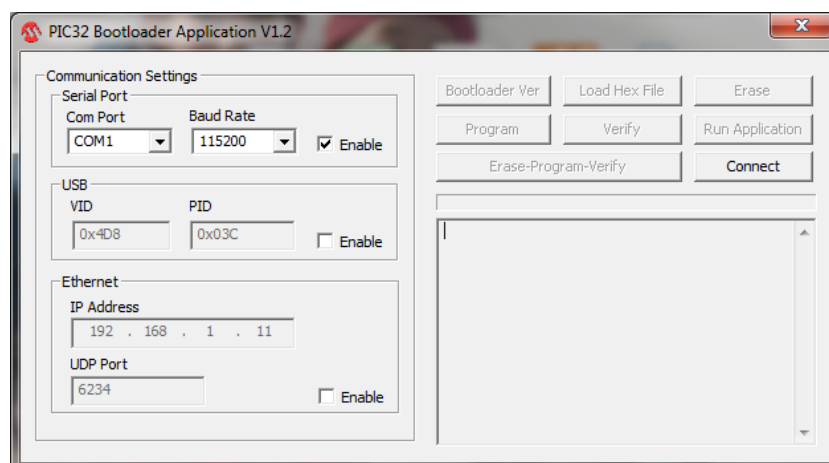 PIC32 Bootloader Application V1.2
Communication Settings
Serial Port
Com Port Baud Rate
COM1 115200 Enable
USB
VID PID
0x4D8 0x03C Enable
Ethernet
IP Address
192 . 168 . 1 . 11
UDP Port
6234 Enable
Bootloader Ver Load Hex File Erase
Program Verify Run Application
Erase-Program-Verify Connect